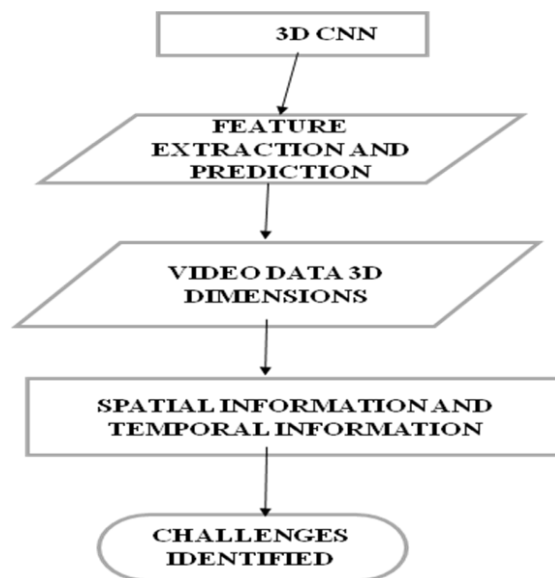 3D CNN
FEATURE
EXTRACTION AND
PREDICTION
VIDEO DATA 3D
DIMENSIONS
SPATIAL INFORMATION AND
TEMPORAL INFORMATION
CHALLENGES
IDENTIFIED